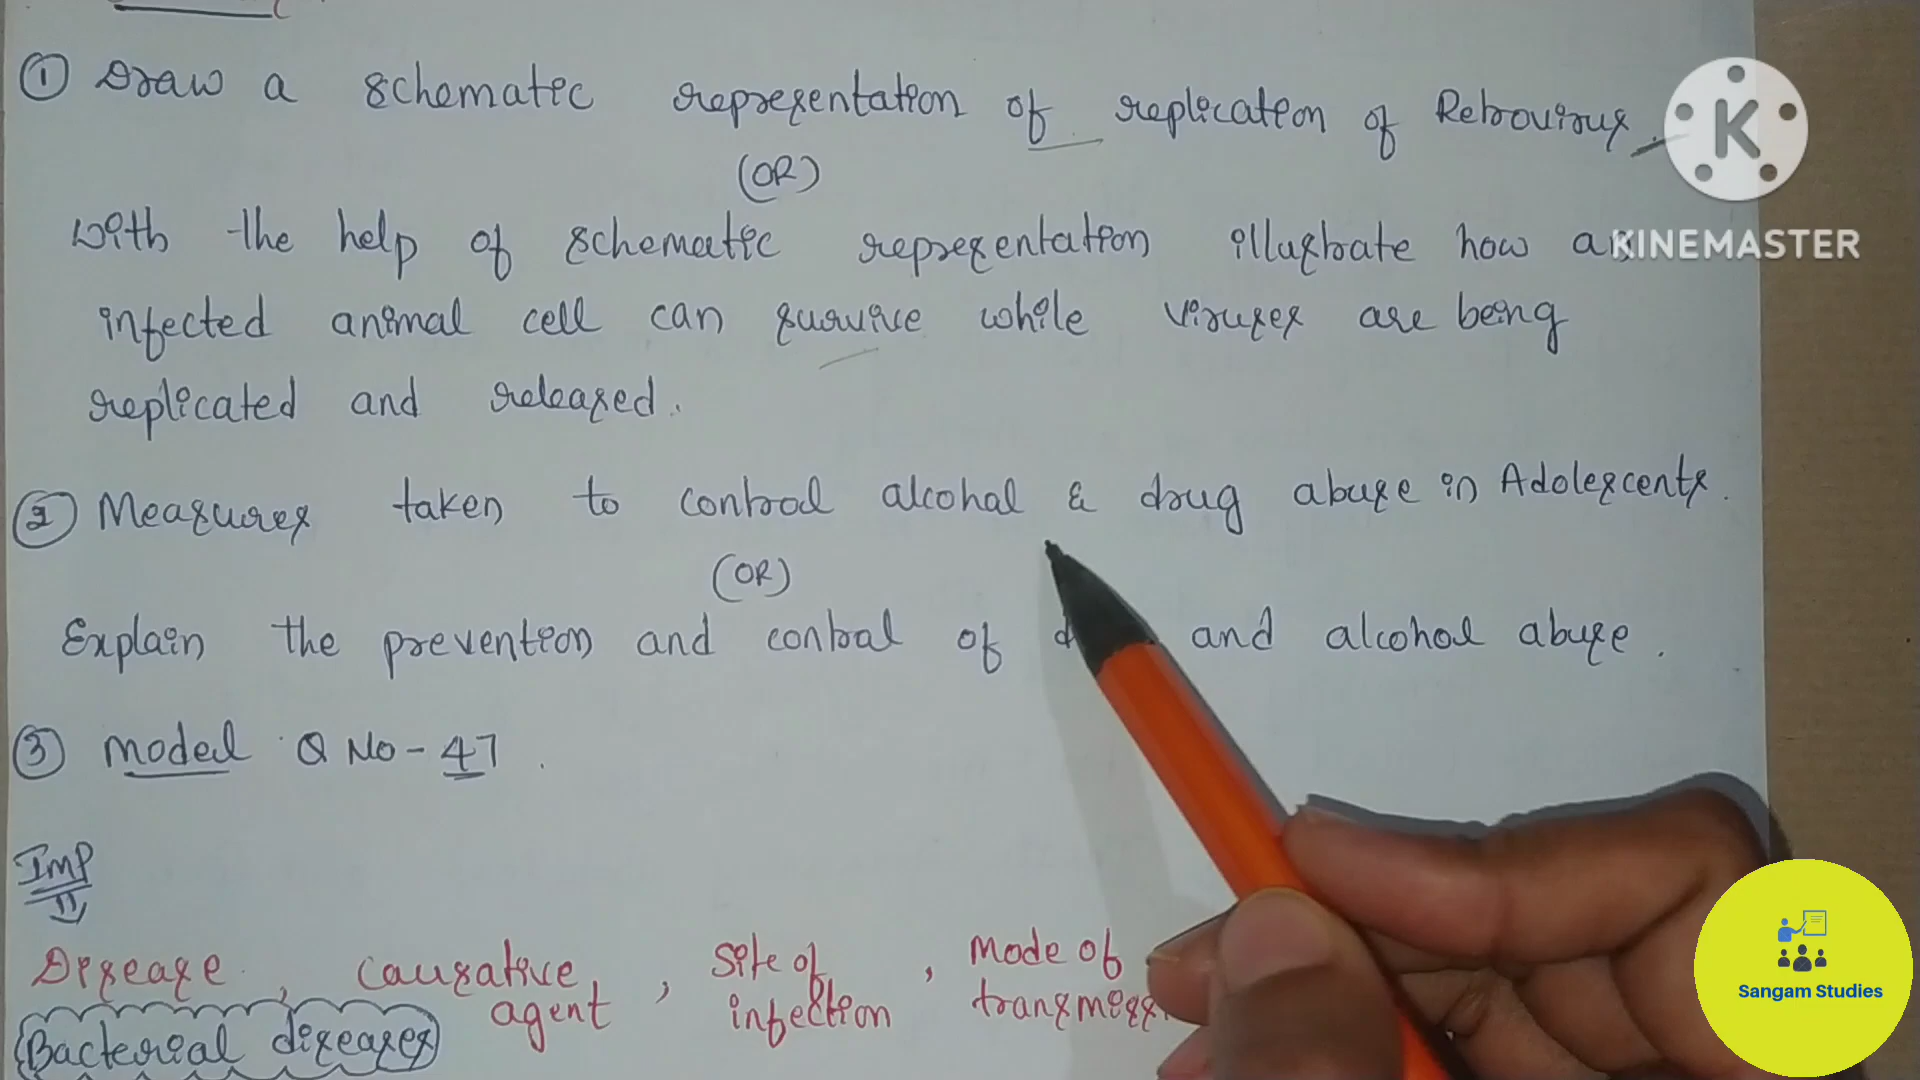 ① Draw a schematic representation of replication of Retrovirus.
(OR)
With the help of schematic representation illustrate how an
infected animal cell can survive while viruses are being
replicated and released.
② Measures taken to control alcohal & drug abuse in Adolescents.
(OR)
Explain the prevention and control of and alcohol abuse.
③ model Q No - 47.
Imp
Disease, causative agent, Site of infection, mode of
Bacterial diseases
K
KINEMASTER
Sangam Studies